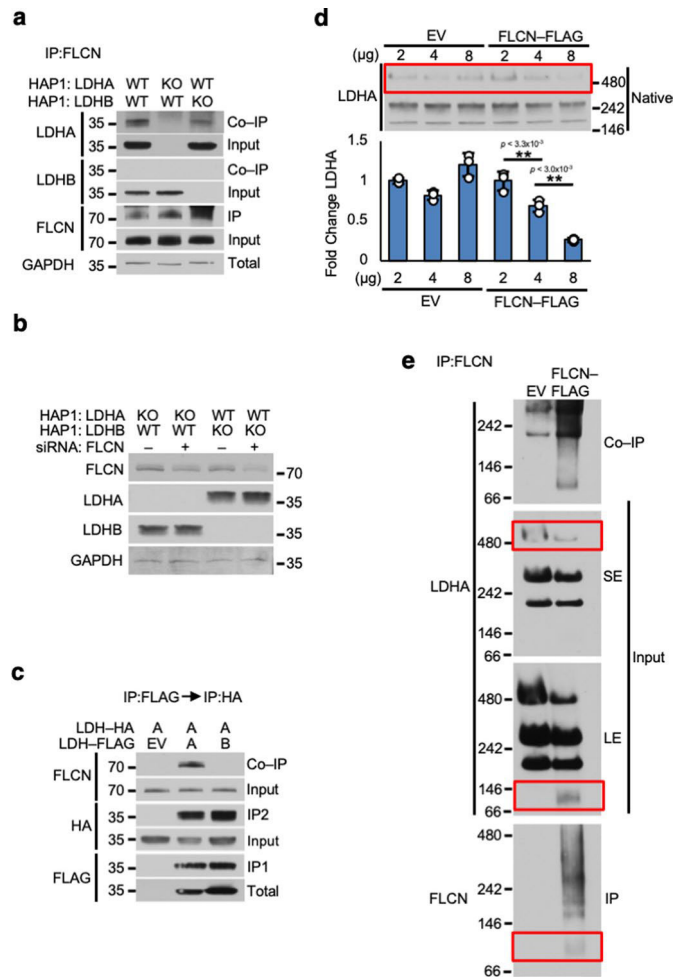 a
IP:FLCN
HAP1: LDHA WT KO WT
HAP1: LDHB WT WT KO
LDHA 35 Co–IP
35 Input
LDHB 35 Co–IP
35 Input
FLCN 70 IP
70 Input
GAPDH 35 Total
b
HAP1: LDHA KO KO WT WT
HAP1: LDHB WT WT KO KO
siRNA: FLCN – + – +
FLCN 70
LDHA 35
LDHB 35
GAPDH 35
c
IP:FLAG → IP:HA
LDH–HA A A A
LDH–FLAG EV A B
FLCN 70 Co–IP
70 Input
HA 35 IP2
35 Input
FLAG 35 IP1
35 Total
d
EV FLCN–FLAG
(µg) 2 4 8 2 4 8
LDHA 480 Native
242
146
Fold Change LDHA
1.5
1
0.5
0
p < 3.3x10⁻³
**
p < 3.0x10⁻³
**
(µg) 2 4 8 2 4 8
EV FLCN–FLAG
e
IP:FLCN
EV FLCN–FLAG
242 Co–IP
146
66
LDHA Input
480
242 SE
146
66
480
242 LE
146
66
480
FLCN 242 IP
146
66